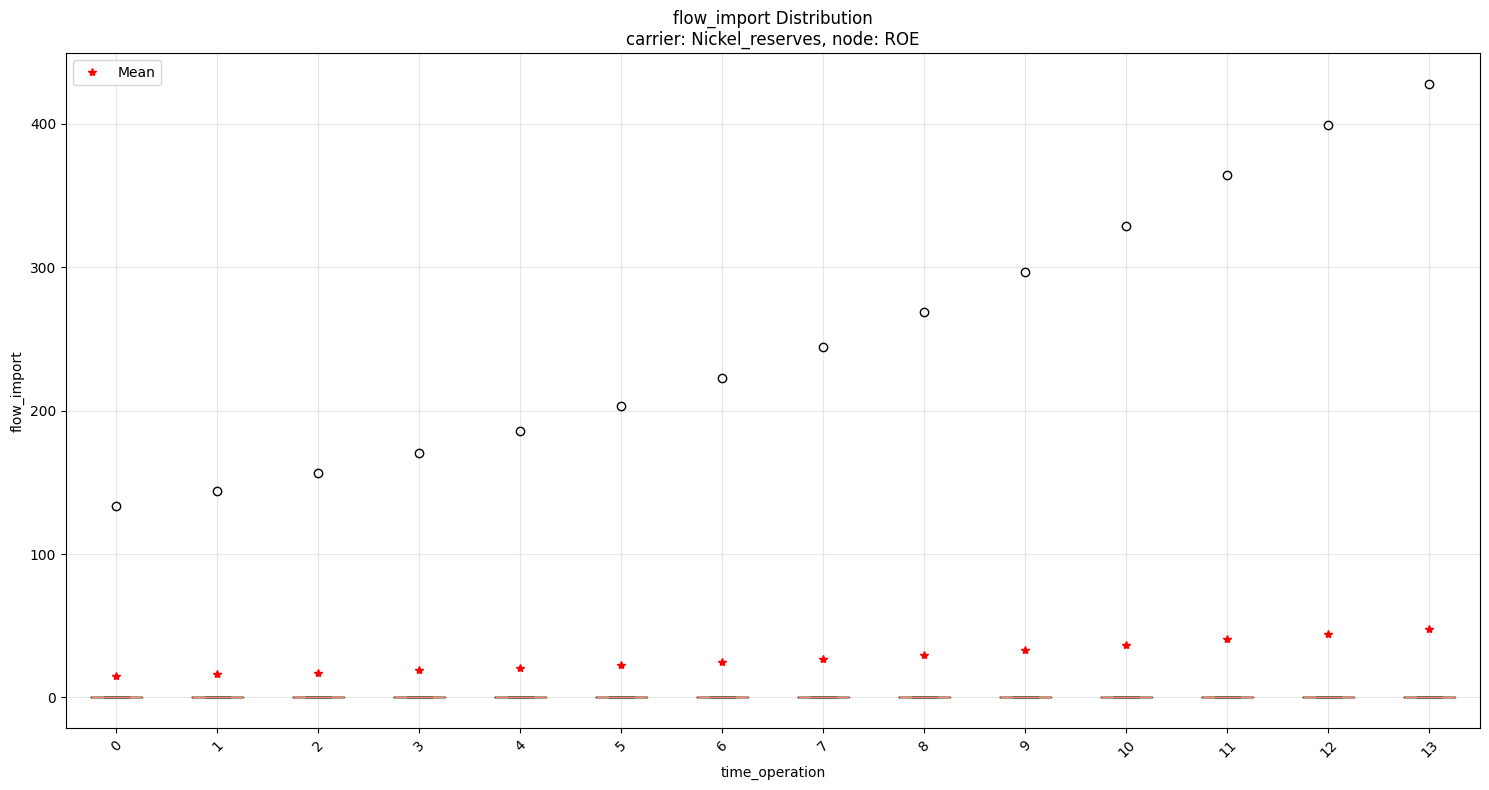 flow_import Distribution
carrier: Nickel_reserves, node: ROE
Mean
flow_import
400
300
200
100
0
0 1 2 3 4 5 6 7 8 9 10 11 12 13
time_operation